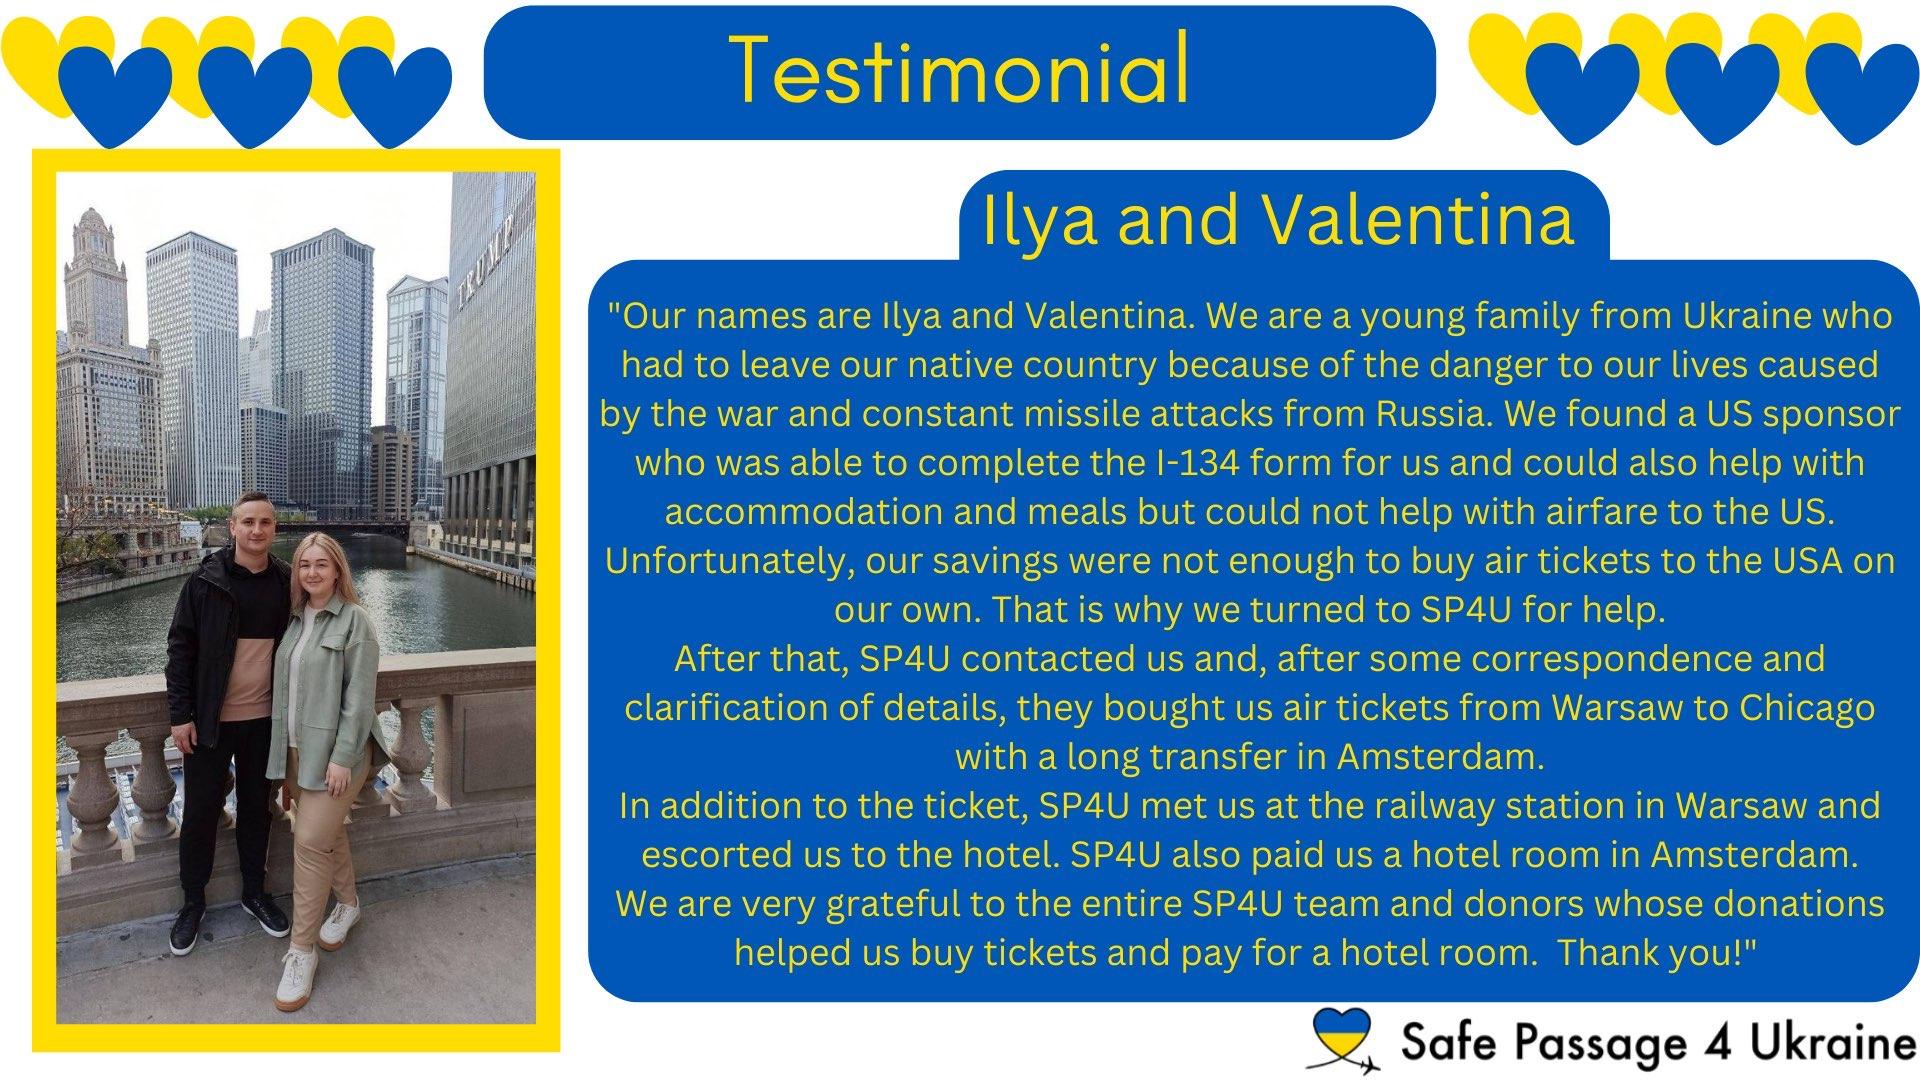 Testimonial
TRUMP
Ilya and Valentina
"Our names are Ilya and Valentina. We are a young family from Ukraine who
had to leave our native country because of the danger to our lives caused
by the war and constant missile attacks from Russia. We found a US sponsor
who was able to complete the I-134 form for us and could also help with
accommodation and meals but could not help with airfare to the US.
Unfortunately, our savings were not enough to buy air tickets to the USA on
our own. That is why we turned to SP4U for help.
After that, SP4U contacted us and, after some correspondence and
clarification of details, they bought us air tickets from Warsaw to Chicago
with a long transfer in Amsterdam.
In addition to the ticket, SP4U met us at the railway station in Warsaw and
escorted us to the hotel. SP4U also paid us a hotel room in Amsterdam.
We are very grateful to the entire SP4U team and donors whose donations
helped us buy tickets and pay for a hotel room.  Thank you!"
Safe Passage 4 Ukraine